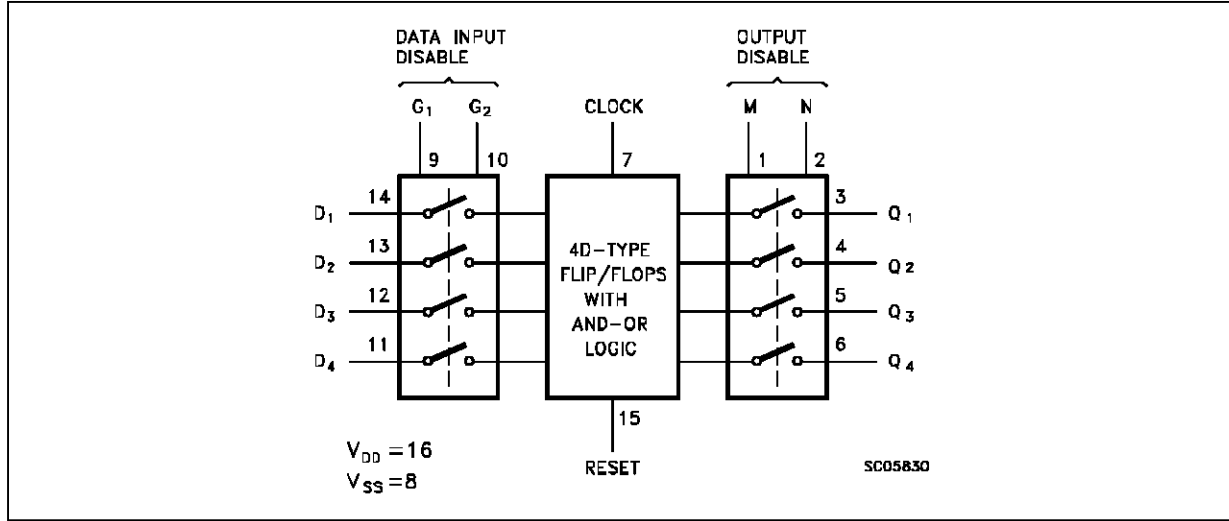 DATA INPUT
DISABLE
OUTPUT
DISABLE
G1 G2 CLOCK M N
9 10 7 1 2
D1 14 3 Q1
D2 13 4 Q2
D3 12 5 Q3
D4 11 6 Q4
4D-TYPE
FLIP/FLOPS
WITH
AND-OR
LOGIC
15
RESET
VDD =16
VSS =8
SC05830